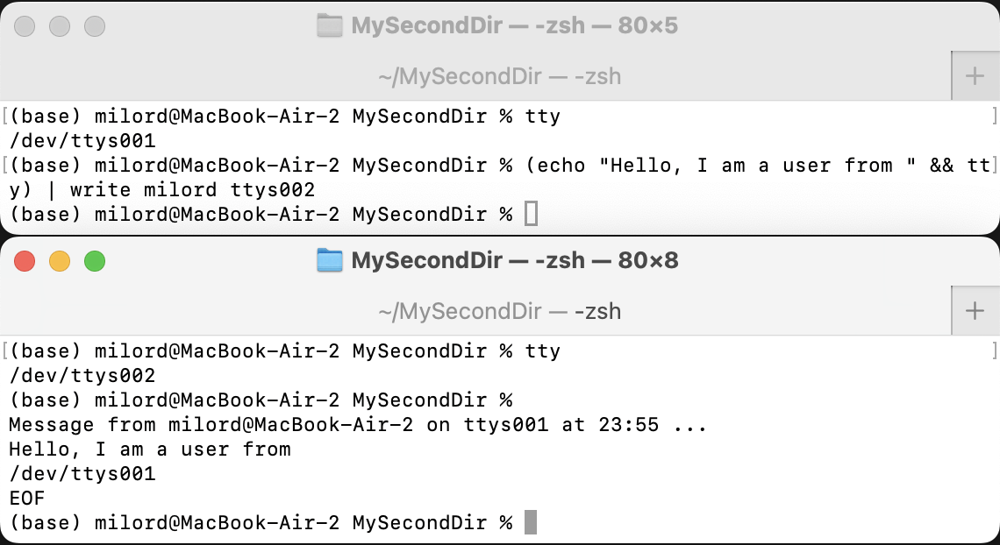 MySecondDir — -zsh — 80×5
~/MySecondDir — -zsh
+
[(base) milord@MacBook-Air-2 MySecondDir % tty ]
/dev/ttys001
[(base) milord@MacBook-Air-2 MySecondDir % (echo "Hello, I am a user from " && tt]
y) | write milord ttys002
(base) milord@MacBook-Air-2 MySecondDir %
MySecondDir — -zsh — 80×8
~/MySecondDir — -zsh
+
[(base) milord@MacBook-Air-2 MySecondDir % tty ]
/dev/ttys002
(base) milord@MacBook-Air-2 MySecondDir %
Message from milord@MacBook-Air-2 on ttys001 at 23:55 ...
Hello, I am a user from
/dev/ttys001
EOF
(base) milord@MacBook-Air-2 MySecondDir %